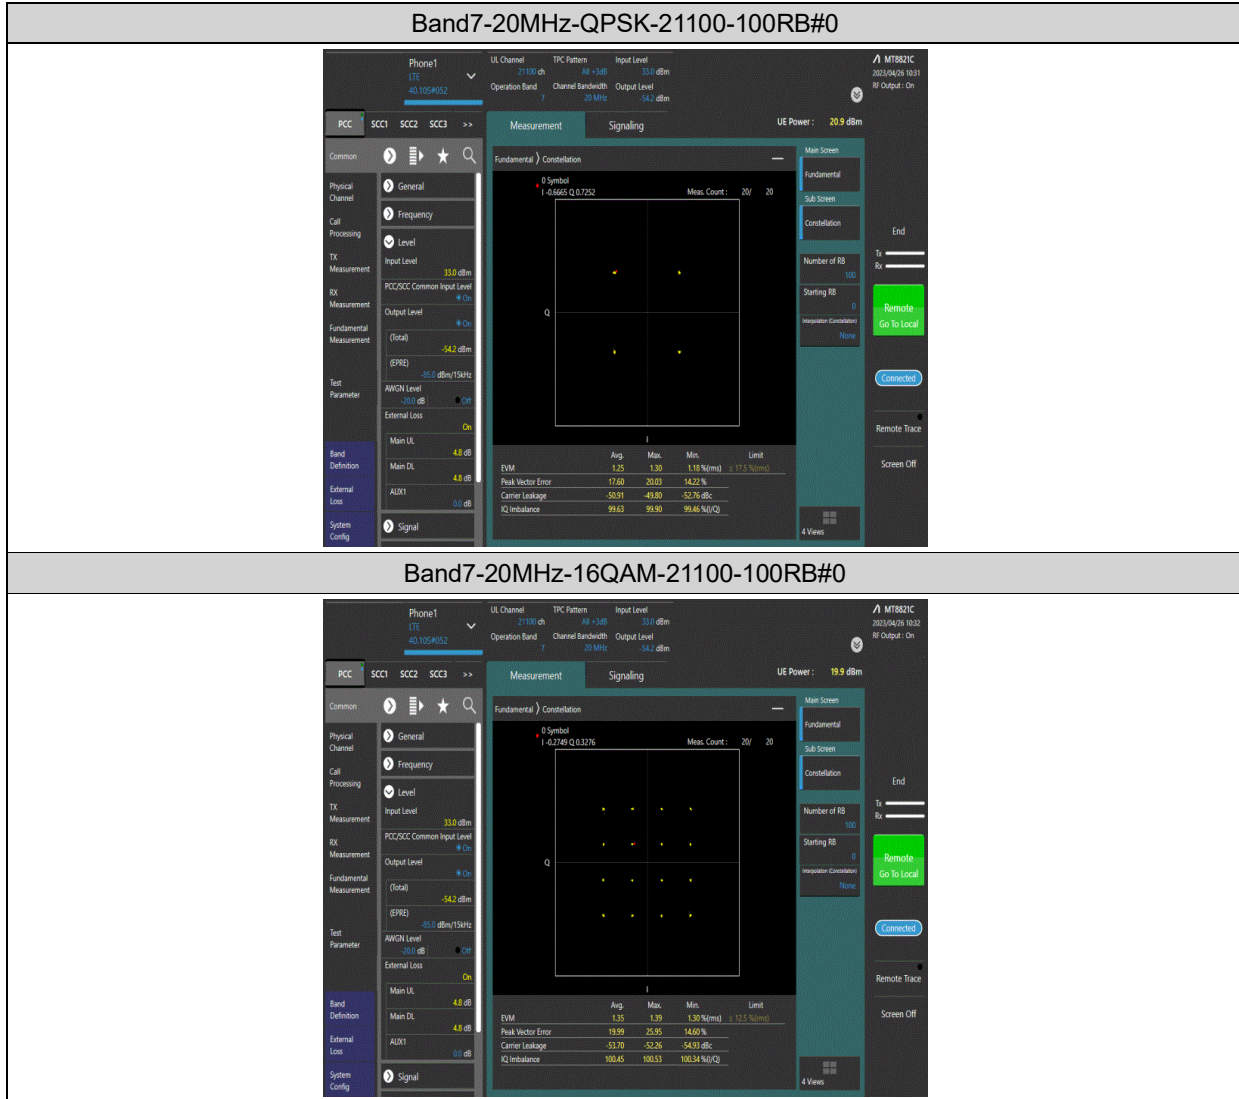 Band7-20MHz-QPSK-21100-100RB#0
Phone1
LTE
40.105#052
UL Channel TPC Pattern Input Level
21100 ch All +3dB 33.0 dBm
Operation Band Channel Bandwidth Output Level
7 20 MHz -54.2 dBm
MT8821C
2023/04/26 10:31
RF Output : On
PCC SCC1 SCC2 SCC3 >>
Measurement Signaling
UE Power : 20.9 dBm
Common
Physical Channel
Call Processing
TX Measurement
RX Measurement
Fundamental Measurement
Test Parameter
Band Definition
External Loss
System Config
General
Frequency
Level
Input Level
33.0 dBm
PCC/SCC Common Input Level
On
Output Level
On
(Total)
-54.2 dBm
(EPRE)
-85.0 dBm/15kHz
AWGN Level
-20.0 dB Off
External Loss
On
Main UL
4.8 dB
Main DL
4.8 dB
AUX1
0.0 dB
Signal
Fundamental Constellation
0 Symbol
I -0.6665 Q 0.7252
Meas. Count : 20/ 20
Q
I
Avg. Max. Min. Limit
EVM 1.25 1.30 1.18 %(rms) ≤ 17.5 %(rms)
Peak Vector Error 17.60 20.03 14.22 %
Carrier Leakage -50.91 -49.80 -52.76 dBc
IQ Imbalance 99.63 99.90 99.46 %(I/Q)
Main Screen
Fundamental
Sub Screen
Constellation
Number of RB
100
Starting RB
0
Interpolation (Constellation)
None
4 Views
End
Tx
Rx
Remote
Go To Local
Connected
Remote Trace
Screen Off
Band7-20MHz-16QAM-21100-100RB#0
Phone1
LTE
40.105#052
UL Channel TPC Pattern Input Level
21100 ch All +3dB 33.0 dBm
Operation Band Channel Bandwidth Output Level
7 20 MHz -54.2 dBm
MT8821C
2023/04/26 10:32
RF Output : On
PCC SCC1 SCC2 SCC3 >>
Measurement Signaling
UE Power : 19.9 dBm
Common
Physical Channel
Call Processing
TX Measurement
RX Measurement
Fundamental Measurement
Test Parameter
Band Definition
External Loss
System Config
General
Frequency
Level
Input Level
33.0 dBm
PCC/SCC Common Input Level
On
Output Level
On
(Total)
-54.2 dBm
(EPRE)
-85.0 dBm/15kHz
AWGN Level
-20.0 dB Off
External Loss
On
Main UL
4.8 dB
Main DL
4.8 dB
AUX1
0.0 dB
Signal
Fundamental Constellation
0 Symbol
I -0.2749 Q 0.3276
Meas. Count : 20/ 20
Q
I
Avg. Max. Min. Limit
EVM 1.35 1.39 1.30 %(rms) ≤ 12.5 %(rms)
Peak Vector Error 19.99 25.95 14.60 %
Carrier Leakage -53.70 -52.26 -54.93 dBc
IQ Imbalance 100.45 100.53 100.34 %(I/Q)
Main Screen
Fundamental
Sub Screen
Constellation
Number of RB
100
Starting RB
0
Interpolation (Constellation)
None
4 Views
End
Tx
Rx
Remote
Go To Local
Connected
Remote Trace
Screen Off